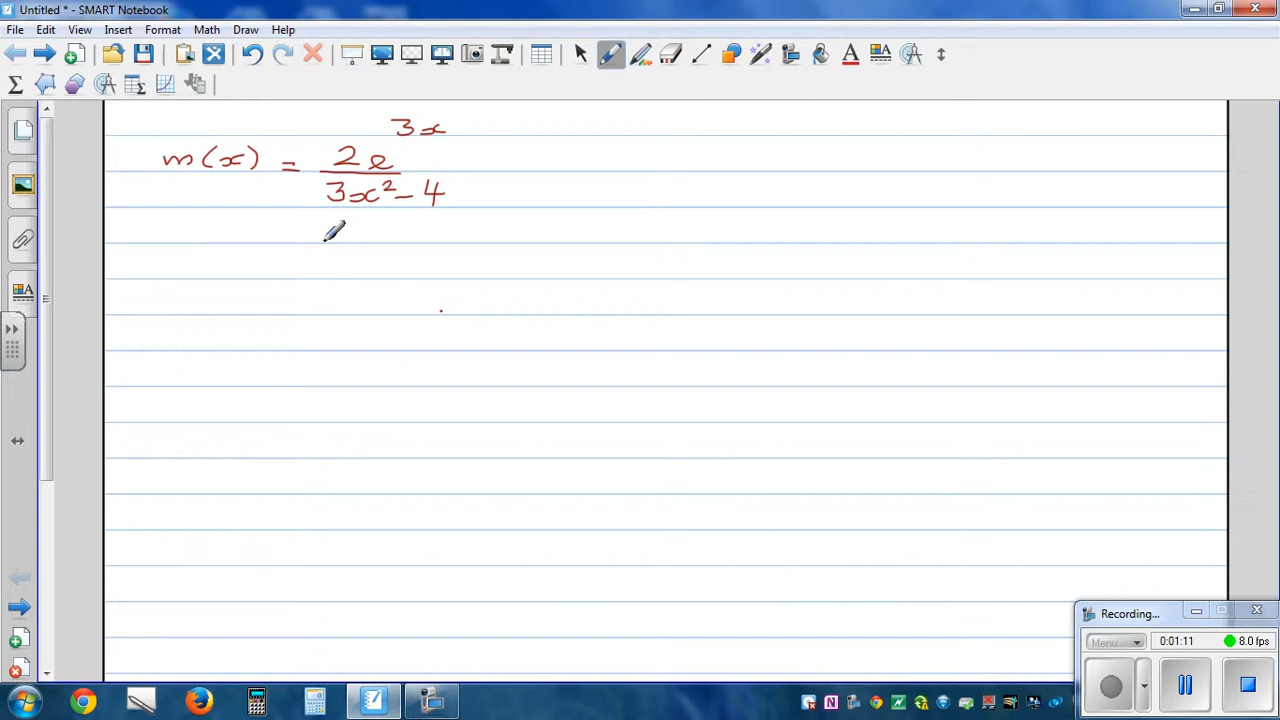 Untitled * - SMART Notebook
File Edit View Insert Format Math Draw Help
3x
m(x) = 2e
3x² - 4
Recording...
Menu 0:01:11 8.0 fps